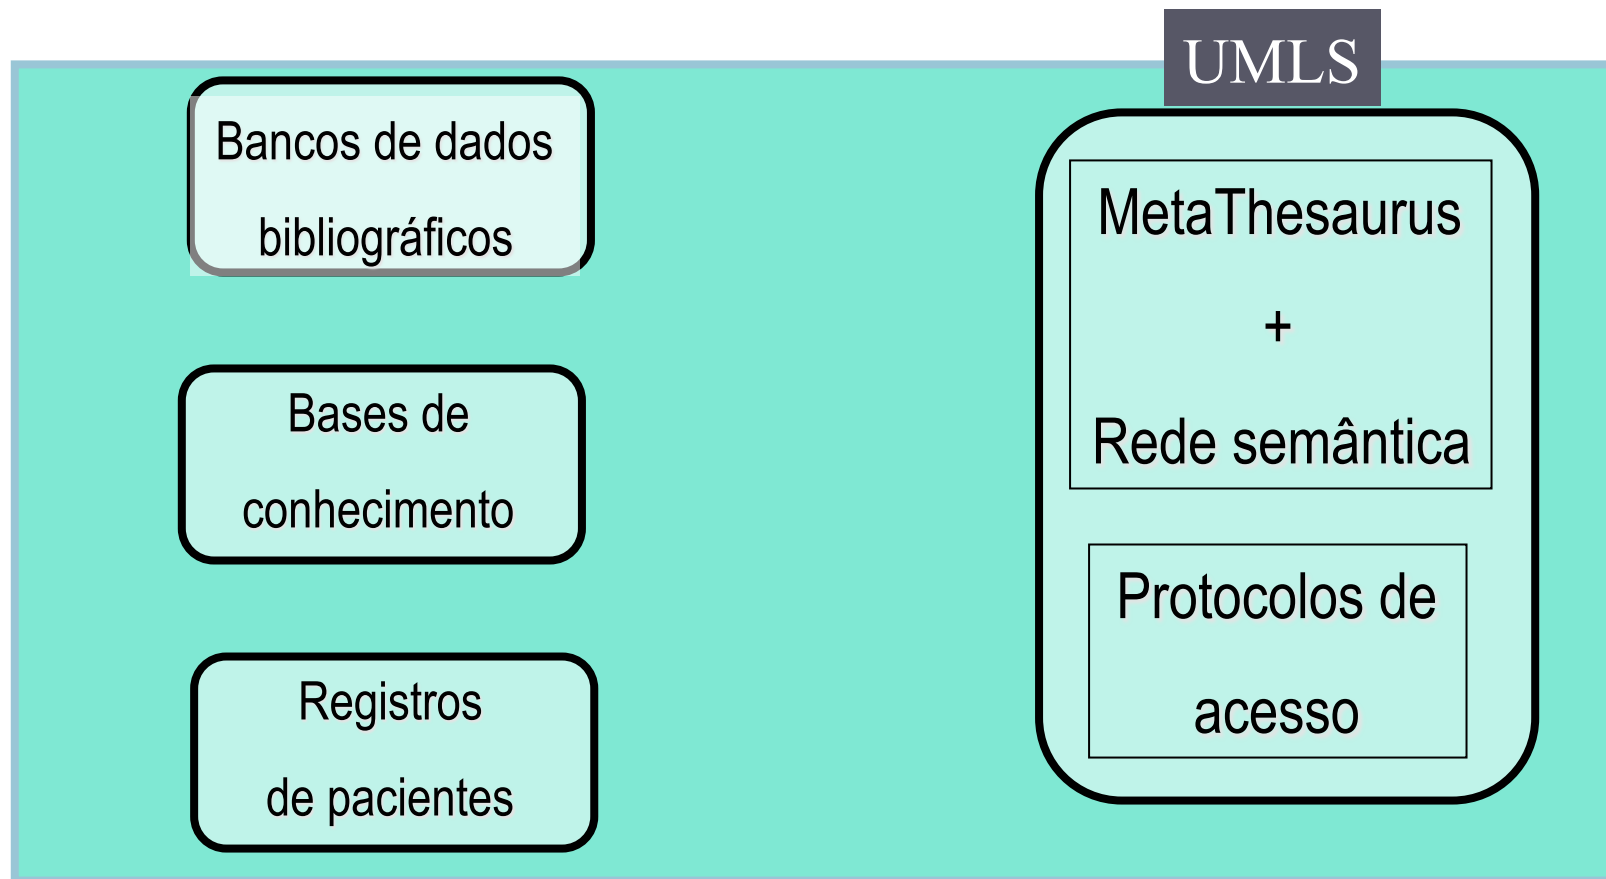 UMLS
Bancos de dados
bibliográficos
Bases de
conhecimento
Registros
de pacientes
MetaThesaurus
+
Rede semântica
Protocolos de
acesso